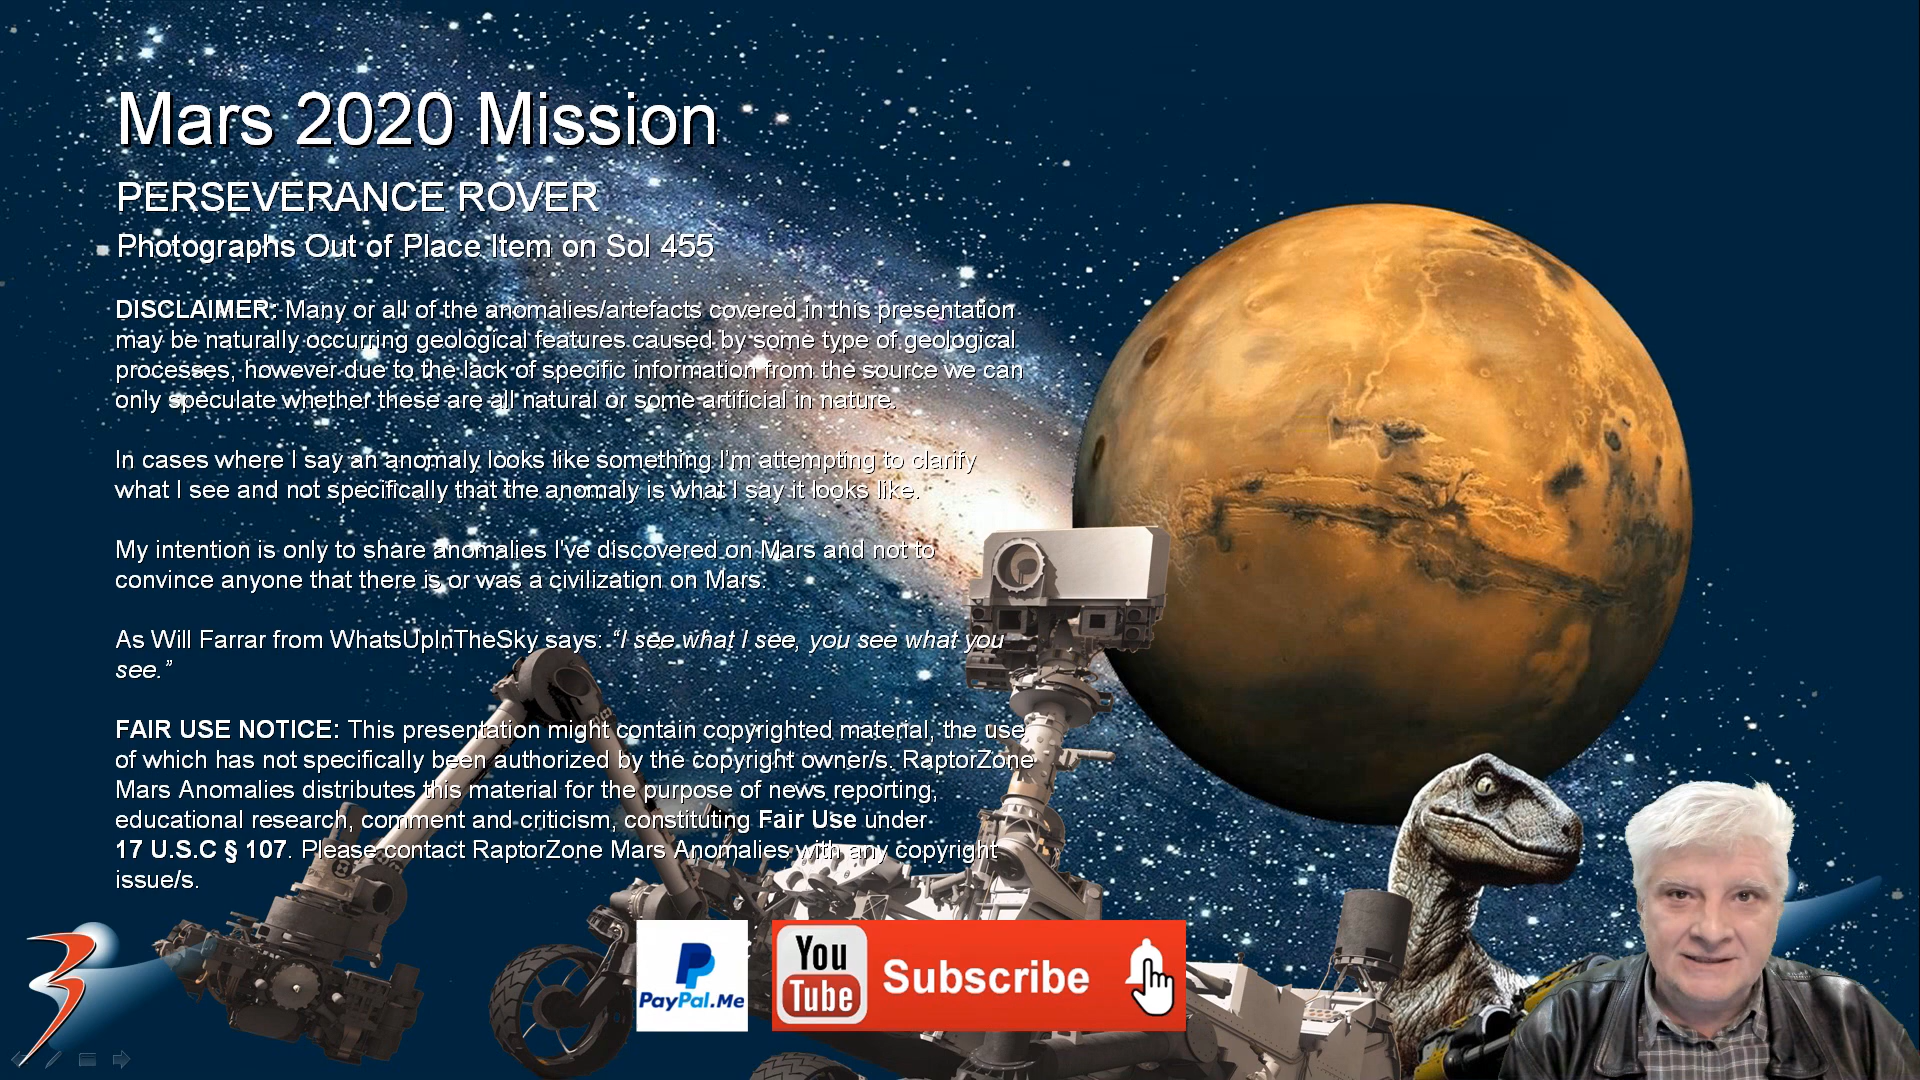 Mars 2020 Mission
PERSEVERANCE ROVER
Photographs Out of Place Item on Sol 455
DISCLAIMER: Many or all of the anomalies/artefacts covered in this presentation
may be naturally occurring geological features caused by some type of geological
processes, however due to the lack of specific information from the source we can
only speculate whether these are all natural or some artificial in nature.
In cases where I say an anomaly looks like something I'm attempting to clarify
what I see and not specifically that the anomaly is what I say it looks like.
My intention is only to share anomalies I've discovered on Mars and not to
convince anyone that there is or was a civilization on Mars.
As Will Farrar from WhatsUpInTheSky says: “I see what I see, you see what you
see.”
FAIR USE NOTICE: This presentation might contain copyrighted material, the use
of which has not specifically been authorized by the copyright owner/s. RaptorZone
Mars Anomalies distributes this material for the purpose of news reporting,
educational research, comment and criticism, constituting Fair Use under
17 U.S.C § 107. Please contact RaptorZone Mars Anomalies with any copyright
issue/s.
PayPal.Me
You
Tube
Subscribe